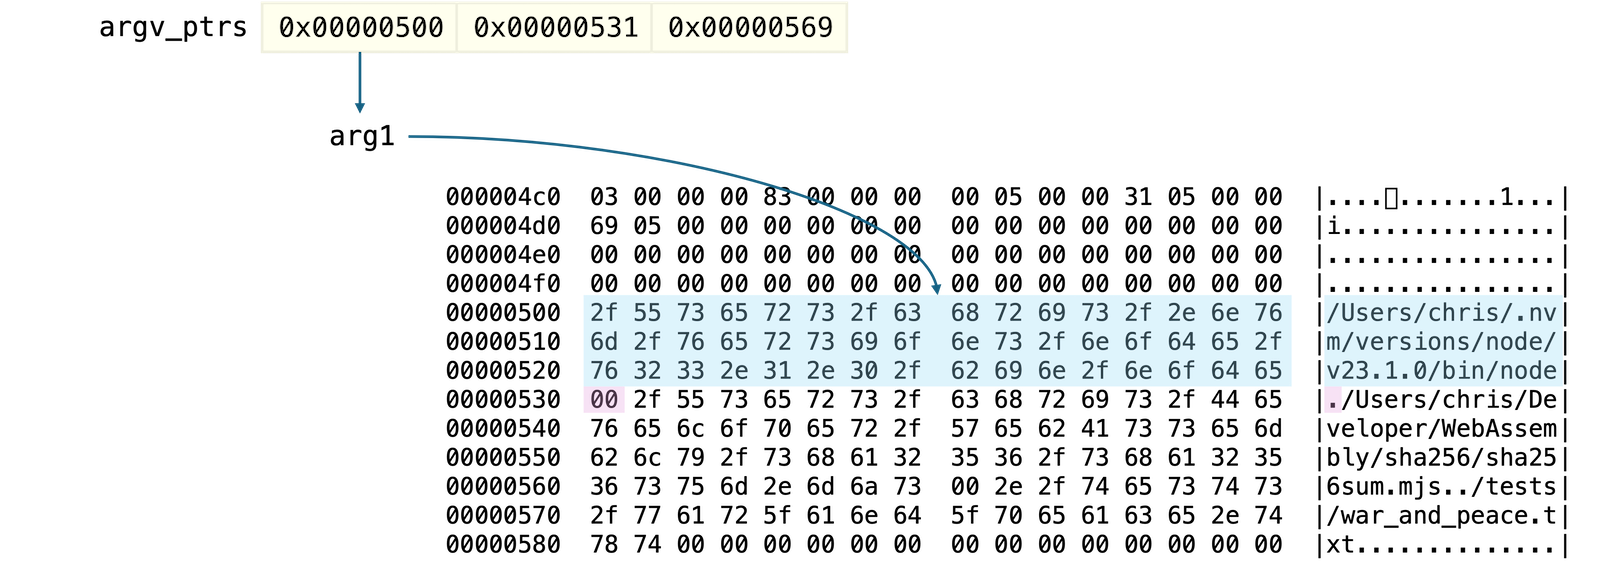 argv_ptrs 0x00000500 0x00000531 0x00000569
arg1
000004c0  03 00 00 00 83 00 00 00  00 05 00 00 31 05 00 00  |....▯.......1...|
000004d0  69 05 00 00 00 00 00 00  00 00 00 00 00 00 00 00  |i...............|
000004e0  00 00 00 00 00 00 00 00  00 00 00 00 00 00 00 00  |................|
000004f0  00 00 00 00 00 00 00 00  00 00 00 00 00 00 00 00  |................|
00000500  2f 55 73 65 72 73 2f 63  68 72 69 73 2f 2e 6e 76  |/Users/chris/.nv|
00000510  6d 2f 76 65 72 73 69 6f  6e 73 2f 6e 6f 64 65 2f  |m/versions/node/|
00000520  76 32 33 2e 31 2e 30 2f  62 69 6e 2f 6e 6f 64 65  |v23.1.0/bin/node|
00000530  00 2f 55 73 65 72 73 2f  63 68 72 69 73 2f 44 65  |./Users/chris/De|
00000540  76 65 6c 6f 70 65 72 2f  57 65 62 41 73 73 65 6d  |veloper/WebAssem|
00000550  62 6c 79 2f 73 68 61 32  35 36 2f 73 68 61 32 35  |bly/sha256/sha25|
00000560  36 73 75 6d 2e 6d 6a 73  00 2e 2f 74 65 73 74 73  |6sum.mjs../tests|
00000570  2f 77 61 72 5f 61 6e 64  5f 70 65 61 63 65 2e 74  |/war_and_peace.t|
00000580  78 74 00 00 00 00 00 00  00 00 00 00 00 00 00 00  |xt..............|